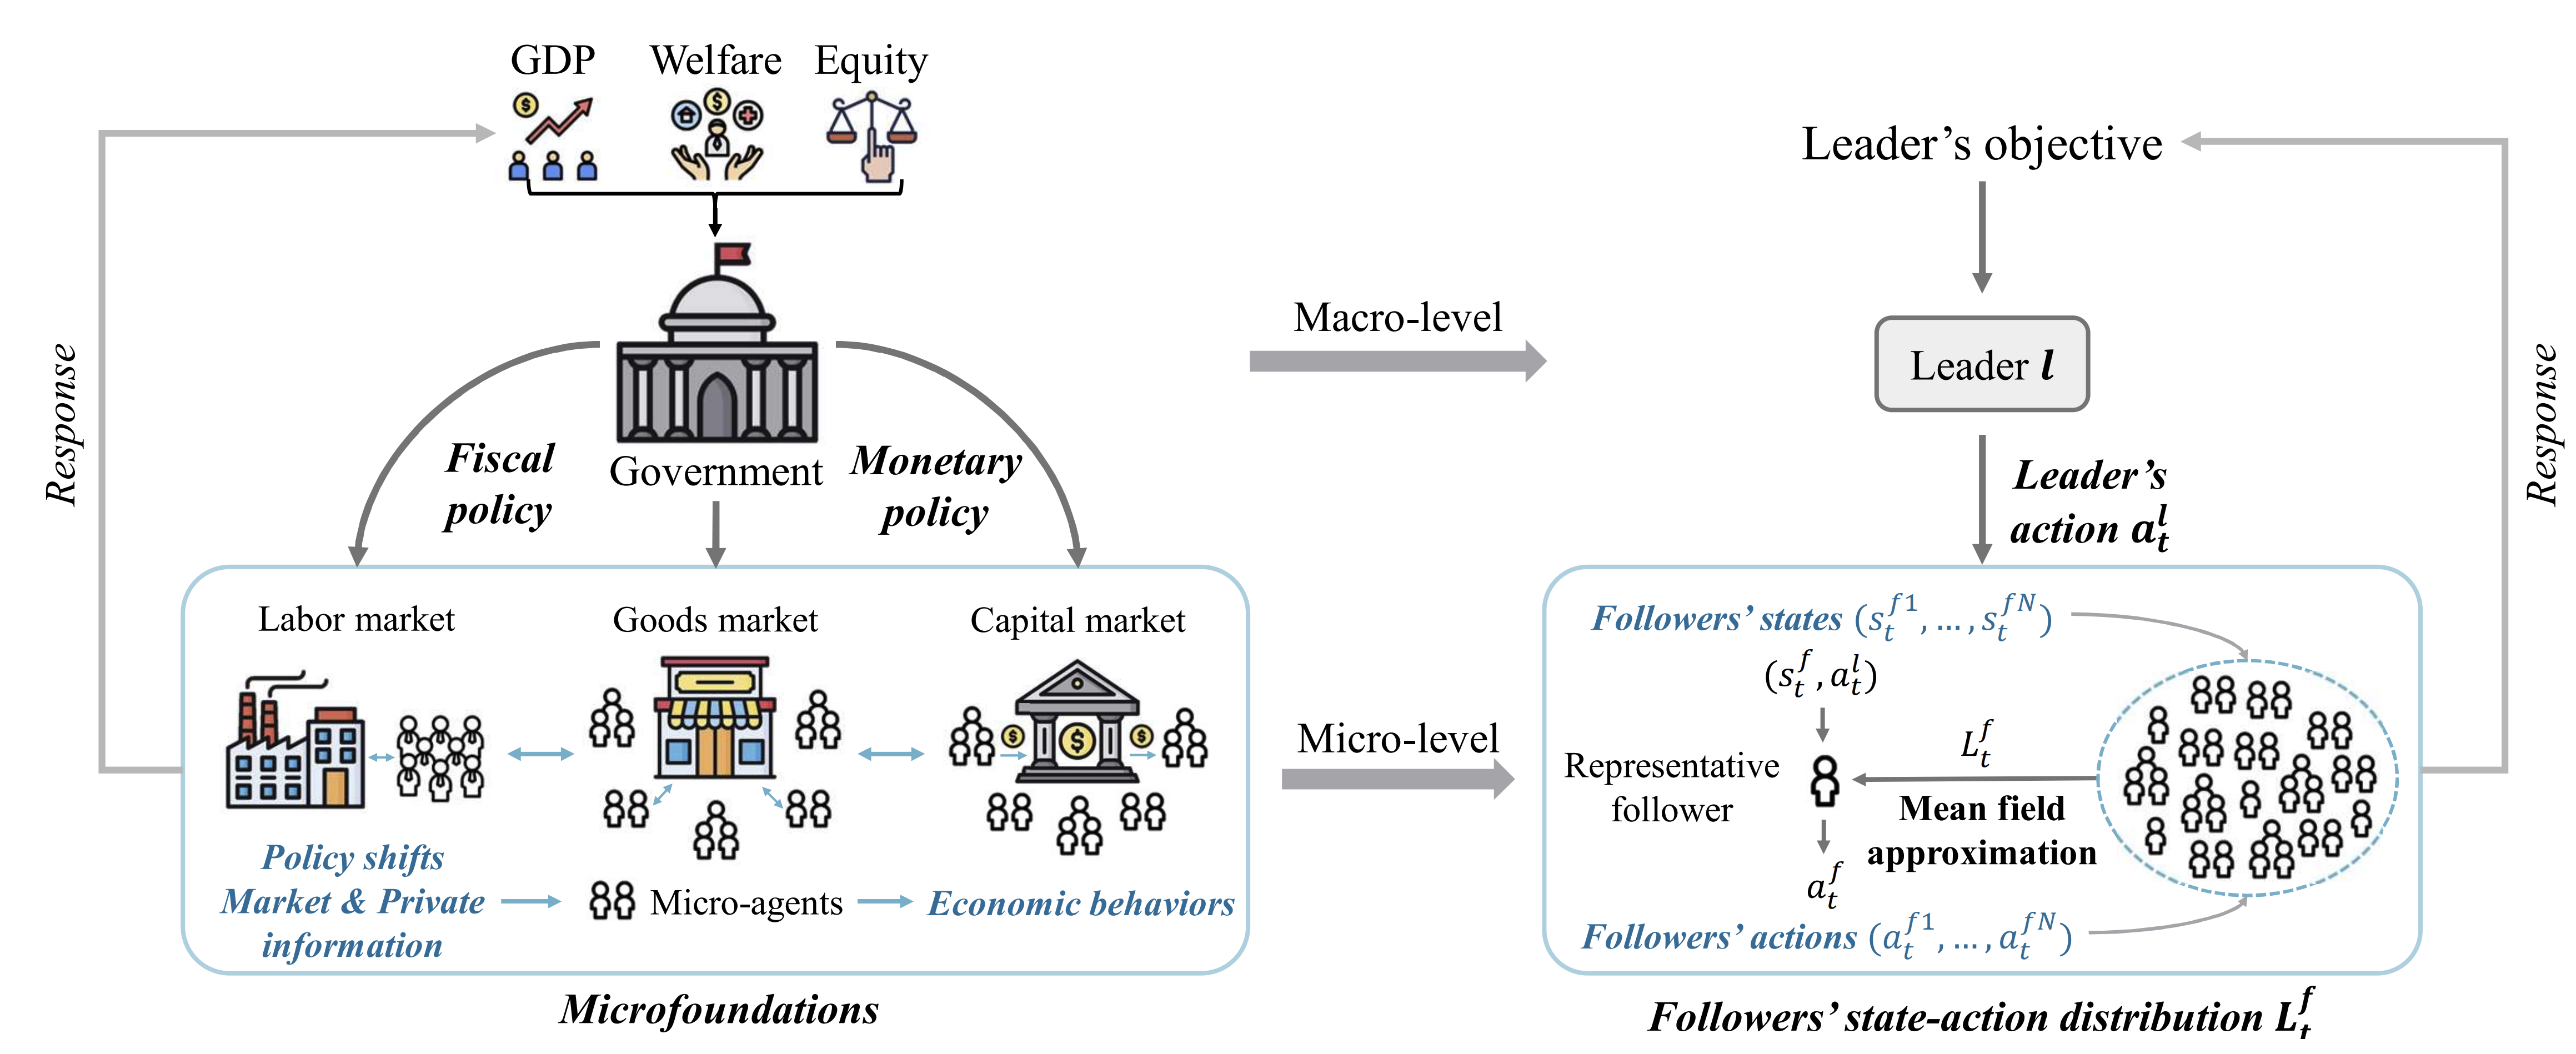 GDP
Welfare
Equity
Response
Government
Fiscal
policy
Monetary
policy
Labor market
Goods market
Capital market
Policy shifts
Market & Private
information
Micro-agents
Economic behaviors
Microfoundations
Macro-level
Micro-level
Leader's objective
Leader l
Leader's
action a_t^l
Response
Followers' states (s_t^{f1}, ..., s_t^{fN})
(s_t^f, a_t^l)
Representative
follower
L_t^f
Mean field
approximation
a_t^f
Followers' actions (a_t^{f1}, ..., a_t^{fN})
Followers' state-action distribution L_t^f